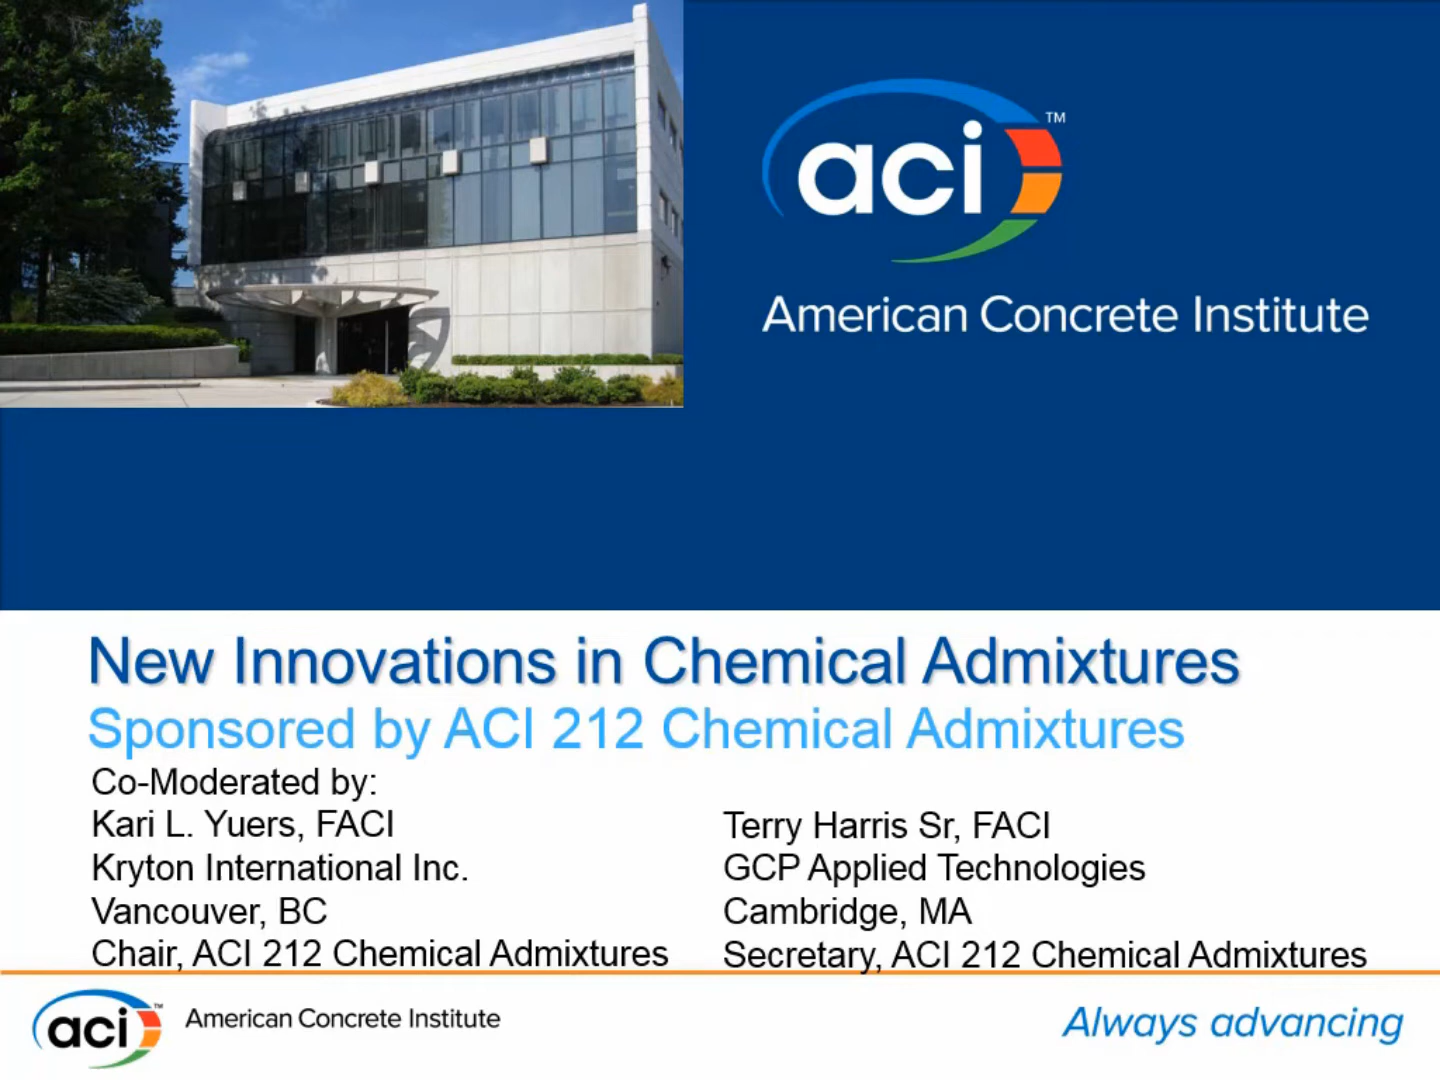 aci™
American Concrete Institute
New Innovations in Chemical Admixtures
Sponsored by ACI 212 Chemical Admixtures
Co-Moderated by:
Kari L. Yuers, FACI
Kryton International Inc.
Vancouver, BC
Chair, ACI 212 Chemical Admixtures
Terry Harris Sr, FACI
GCP Applied Technologies
Cambridge, MA
Secretary, ACI 212 Chemical Admixtures
aci™
American Concrete Institute
Always advancing